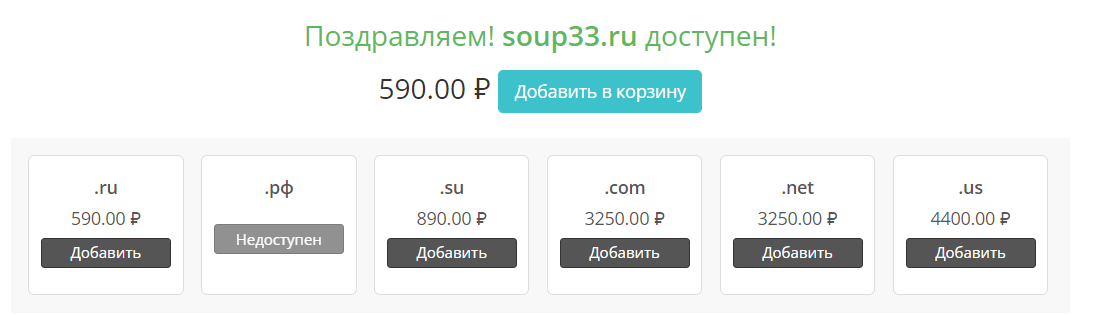 Поздравляем! soup33.ru доступен!
590.00 ₽ Добавить в корзину
.ru .рф .su .com .net .us
590.00 ₽ 890.00 ₽ 3250.00 ₽ 3250.00 ₽ 4400.00 ₽
Добавить Недоступен Добавить Добавить Добавить Добавить